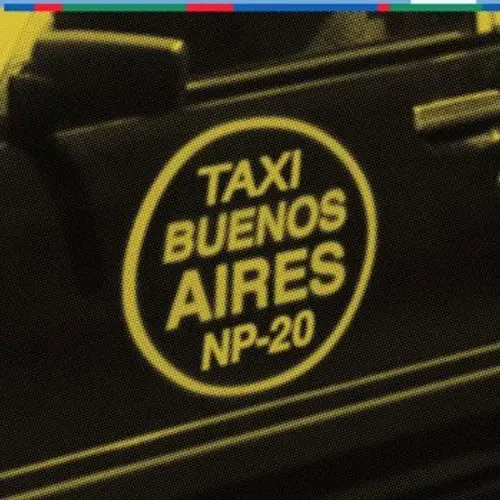 TAXI
BUENOS
AIRES
NP-20